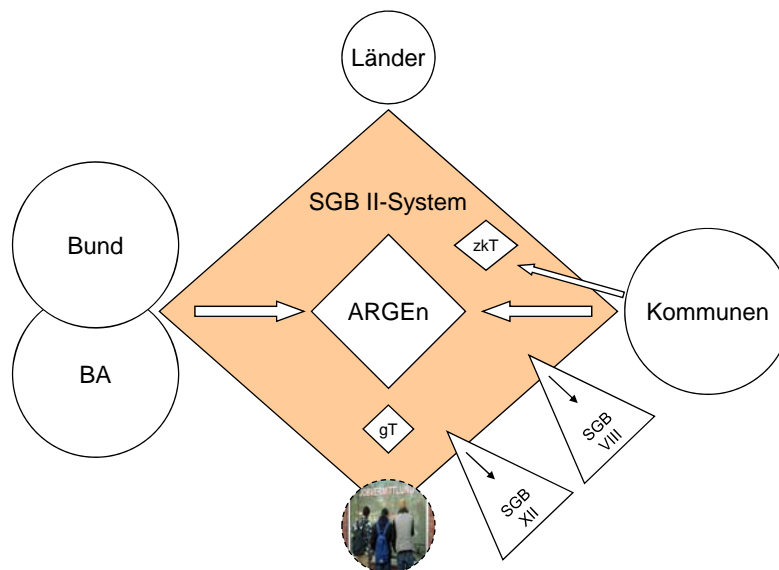 Länder
SGB II-System
Bund
zkT
ARGEn
Kommunen
BA
gT
SGB
VIII
SGB
XII